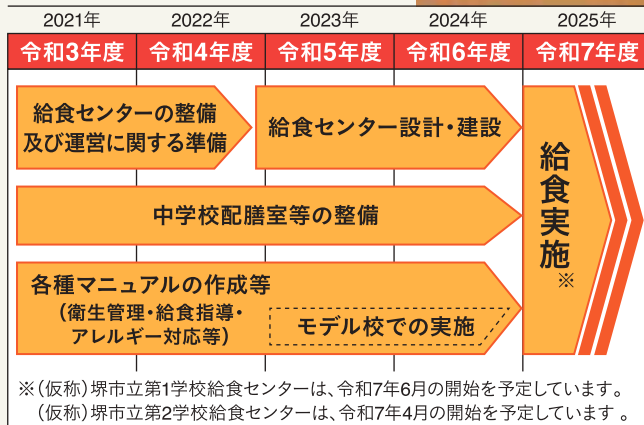 2021年 2022年 2023年 2024年 2025年
令和3年度 令和4年度 令和5年度 令和6年度 令和7年度
給食センターの整備
及び運営に関する準備
給食センター設計・建設
中学校配膳室等の整備
各種マニュアルの作成等
(衛生管理・給食指導・
アレルギー対応等)
モデル校での実施
給食実施※
※(仮称)堺市立第1学校給食センターは、令和7年6月の開始を予定しています。
(仮称)堺市立第2学校給食センターは、令和7年4月の開始を予定しています。